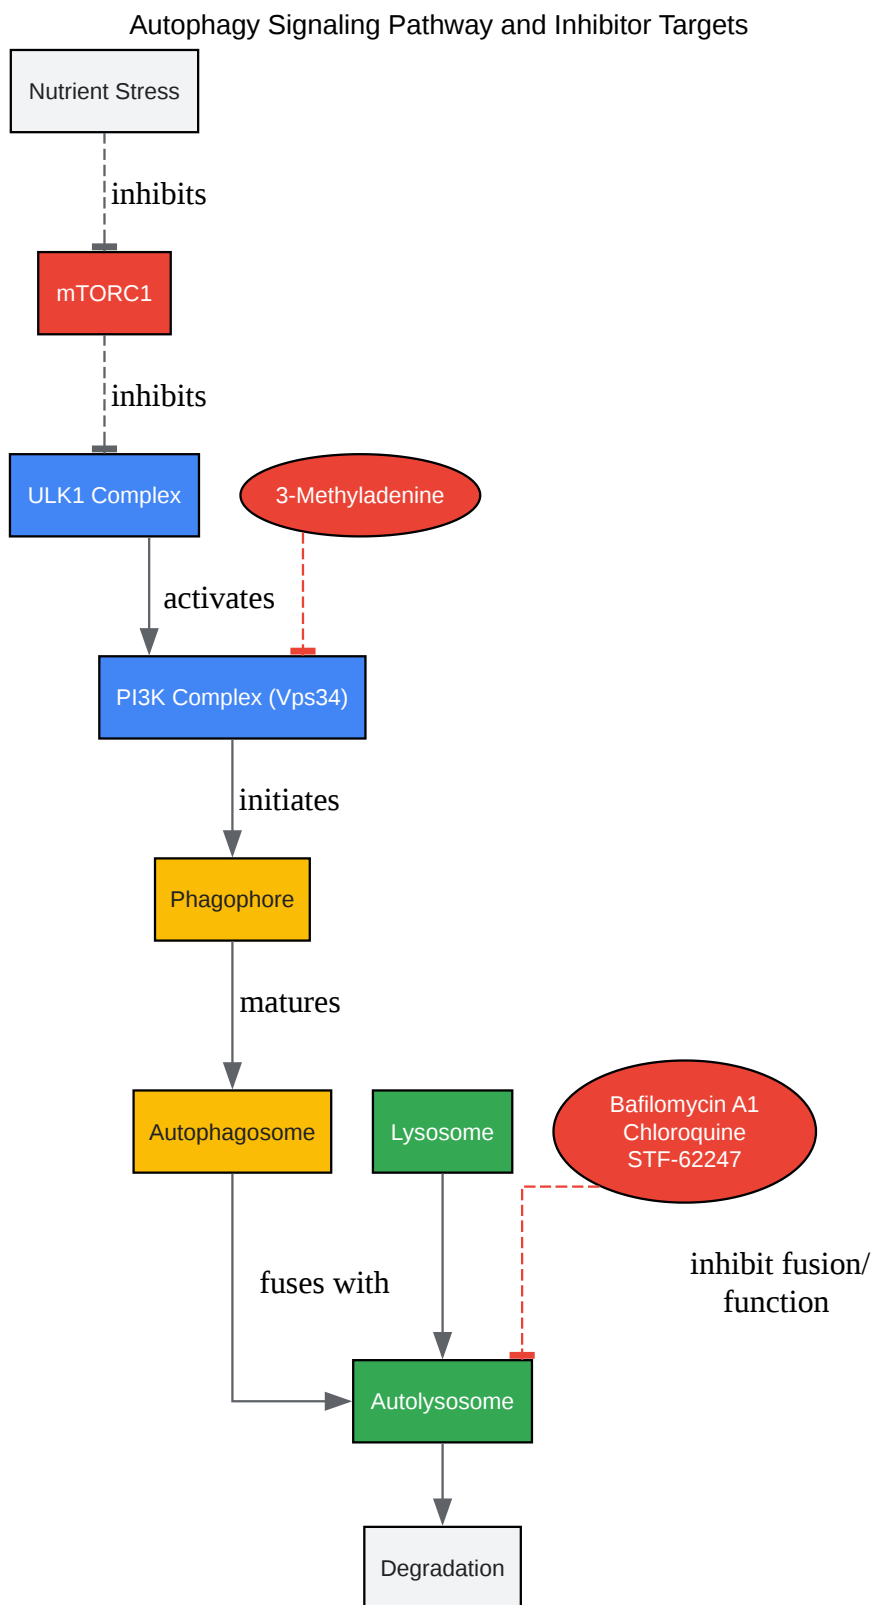 Autophagy Signaling Pathway and Inhibitor Targets
Nutrient Stress
inhibits
mTORC1
inhibits
ULK1 Complex
3-Methyladenine
activates
PI3K Complex (Vps34)
initiates
Phagophore
matures
Autophagosome
Lysosome
Bafilomycin A1
Chloroquine
STF-62247
fuses with
inhibit fusion/
function
Autolysosome
Degradation